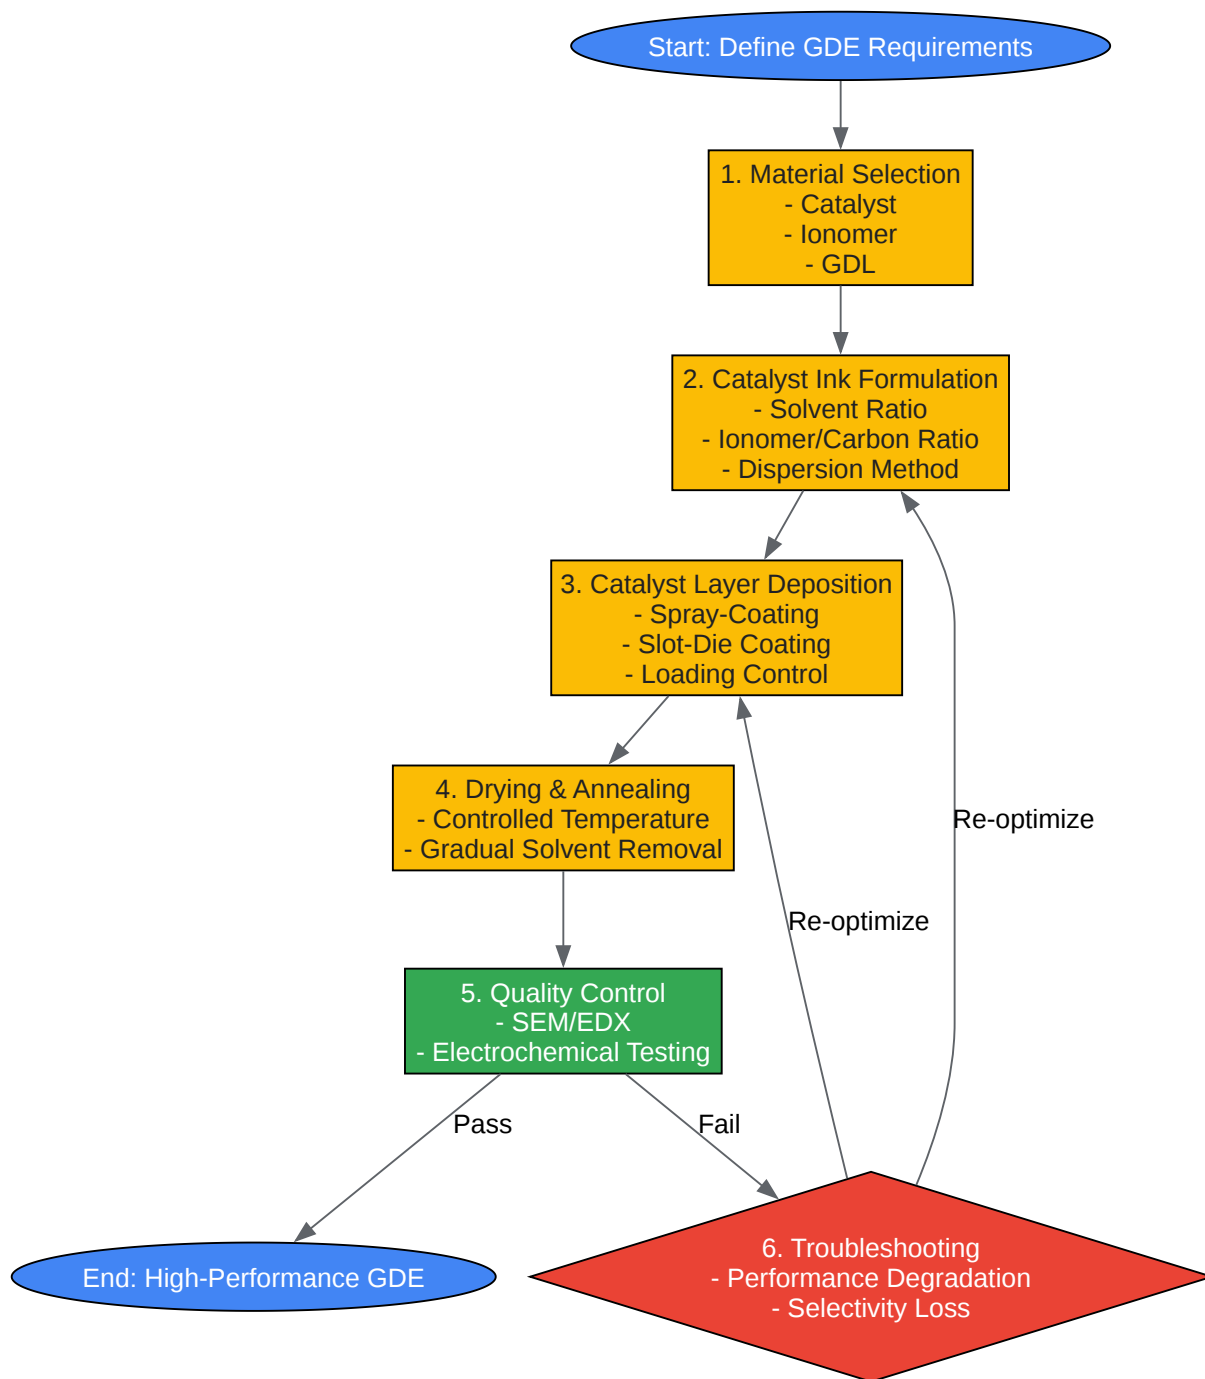 Start: Define GDE Requirements
1. Material Selection
- Catalyst
- Ionomer
- GDL
2. Catalyst Ink Formulation
- Solvent Ratio
- Ionomer/Carbon Ratio
- Dispersion Method
3. Catalyst Layer Deposition
- Spray-Coating
- Slot-Die Coating
- Loading Control
4. Drying & Annealing
- Controlled Temperature
- Gradual Solvent Removal
Re-optimize
Re-optimize
5. Quality Control
- SEM/EDX
- Electrochemical Testing
Pass
Fail
End: High-Performance GDE
6. Troubleshooting
- Performance Degradation
- Selectivity Loss